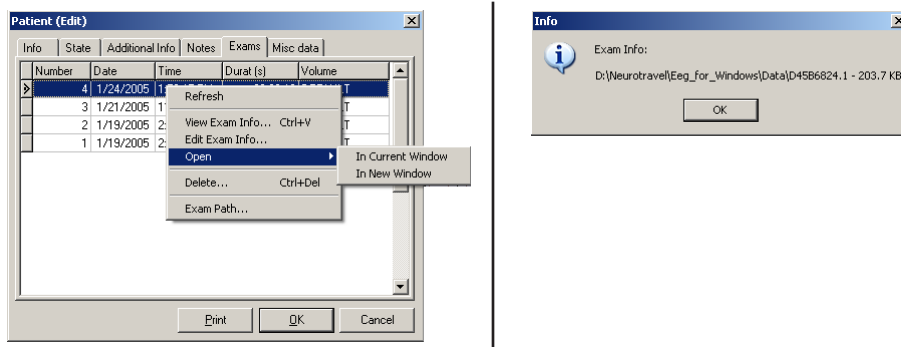 Patient (Edit)
Info State Additional Info Notes Exams Misc data
Number Date Time Durat (s) Volume
4 1/24/2005
3 1/21/2005
2 1/19/2005
1 1/19/2005
Refresh
View Exam Info... Ctrl+V
Edit Exam Info...
Open
In Current Window
In New Window
Delete... Ctrl+Del
Exam Path...
Print OK Cancel
Info
Exam Info:
D:\Neurotravel\Eeg_for_Windows\Data\D45B6824.1 - 203.7 KB
OK